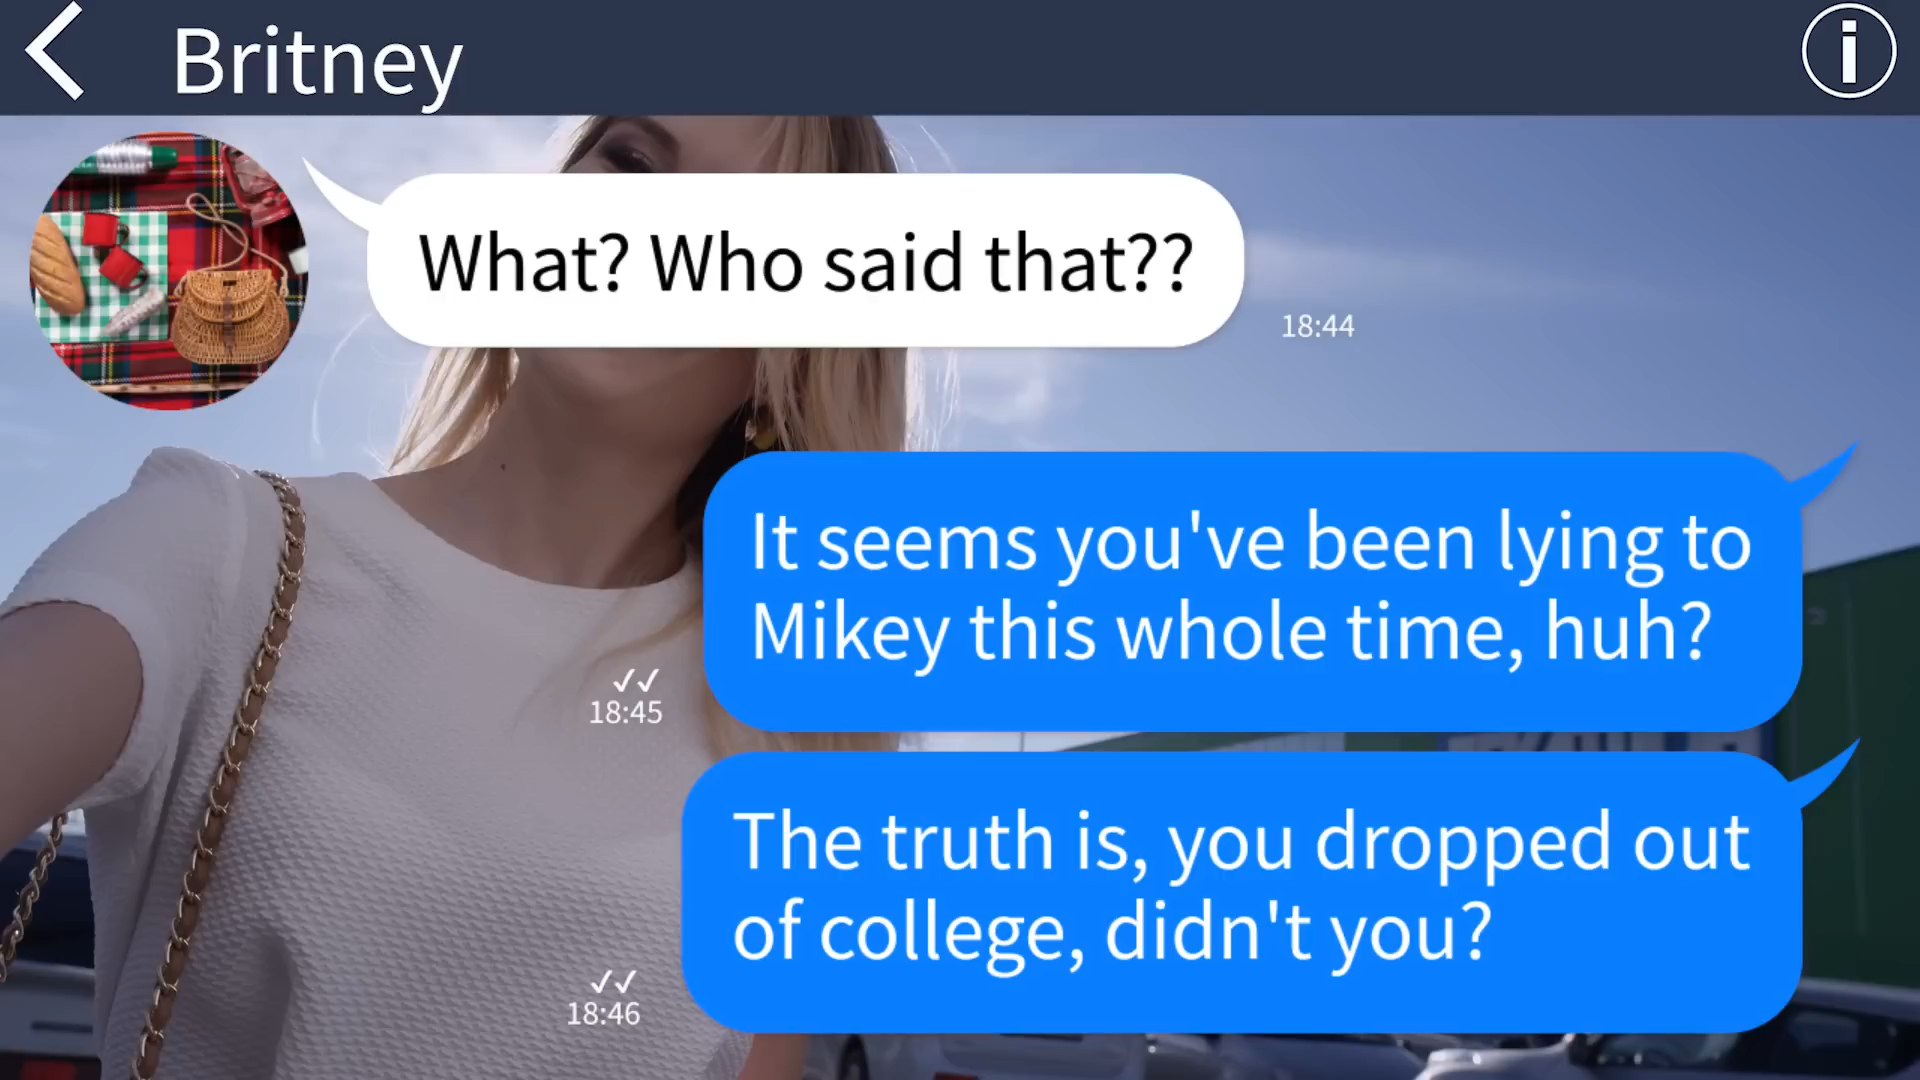 Britney
What? Who said that??
18:44
It seems you've been lying to
Mikey this whole time, huh?
18:45
The truth is, you dropped out
of college, didn't you?
18:46